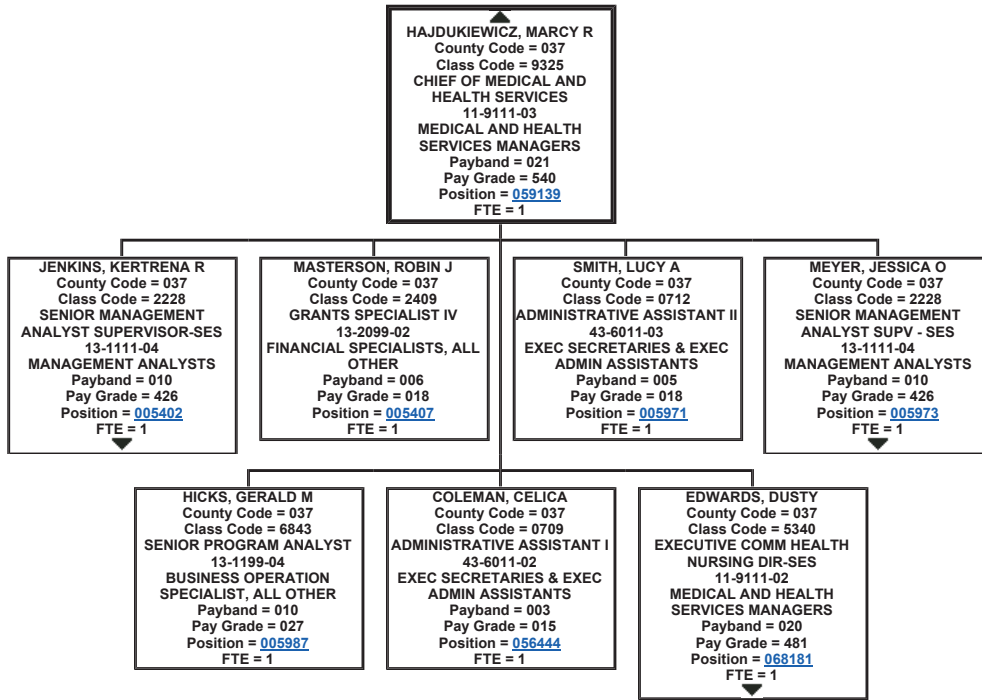 HAJDUKIEWICZ, MARCY R
County Code = 037
Class Code = 9325
CHIEF OF MEDICAL AND
HEALTH SERVICES
11-9111-03
MEDICAL AND HEALTH
SERVICES MANAGERS
Payband = 021
Pay Grade = 540
Position = 059139
FTE = 1
JENKINS, KERTRENA R
County Code = 037
Class Code = 2228
SENIOR MANAGEMENT
ANALYST SUPERVISOR-SES
13-1111-04
MANAGEMENT ANALYSTS
Payband = 010
Pay Grade = 426
Position = 005402
FTE = 1
MASTERSON, ROBIN J
County Code = 037
Class Code = 2409
GRANTS SPECIALIST IV
13-2099-02
FINANCIAL SPECIALISTS, ALL
OTHER
Payband = 006
Pay Grade = 018
Position = 005407
FTE = 1
SMITH, LUCY A
County Code = 037
Class Code = 0712
ADMINISTRATIVE ASSISTANT II
43-6011-03
EXEC SECRETARIES & EXEC
ADMIN ASSISTANTS
Payband = 005
Pay Grade = 018
Position = 005971
FTE = 1
MEYER, JESSICA O
County Code = 037
Class Code = 2228
SENIOR MANAGEMENT
ANALYST SUPV - SES
13-1111-04
MANAGEMENT ANALYSTS
Payband = 010
Pay Grade = 426
Position = 005973
FTE = 1
HICKS, GERALD M
County Code = 037
Class Code = 6843
SENIOR PROGRAM ANALYST
13-1199-04
BUSINESS OPERATION
SPECIALIST, ALL OTHER
Payband = 010
Pay Grade = 027
Position = 005987
FTE = 1
COLEMAN, CELICA
County Code = 037
Class Code = 0709
ADMINISTRATIVE ASSISTANT I
43-6011-02
EXEC SECRETARIES & EXEC
ADMIN ASSISTANTS
Payband = 003
Pay Grade = 015
Position = 056444
FTE = 1
EDWARDS, DUSTY
County Code = 037
Class Code = 5340
EXECUTIVE COMM HEALTH
NURSING DIR-SES
11-9111-02
MEDICAL AND HEALTH
SERVICES MANAGERS
Payband = 020
Pay Grade = 481
Position = 068181
FTE = 1